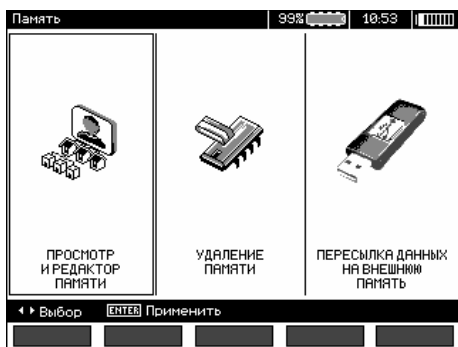 Память 99% 10:53
ПРОСМОТР
И РЕДАКТОР
ПАМЯТИ
УДАЛЕНИЕ
ПАМЯТИ
ПЕРЕСЫЛКА ДАННЫХ
НА ВНЕШНЮЮ
ПАМЯТЬ
Выбор ENTER Применить